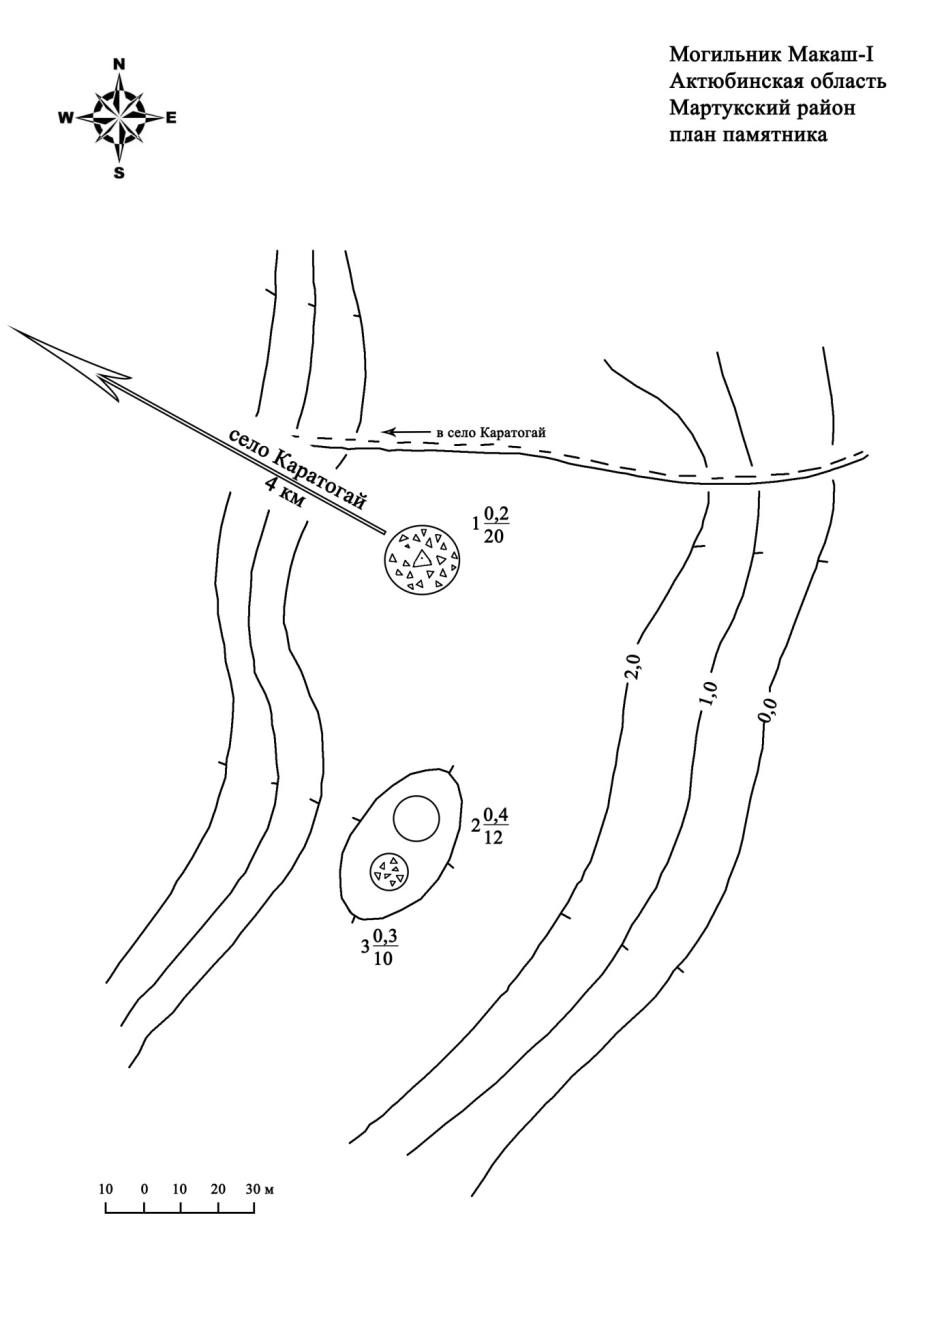 N
W E
S
Могильник Макаш-I
Актюбинская область
Мартукский район
план памятника
в село Каратогай
село Каратогай
4 км
1 0,2
20
2,0
1,0
0,0
2 0,4
12
3 0,3
10
10 0 10 20 30 м